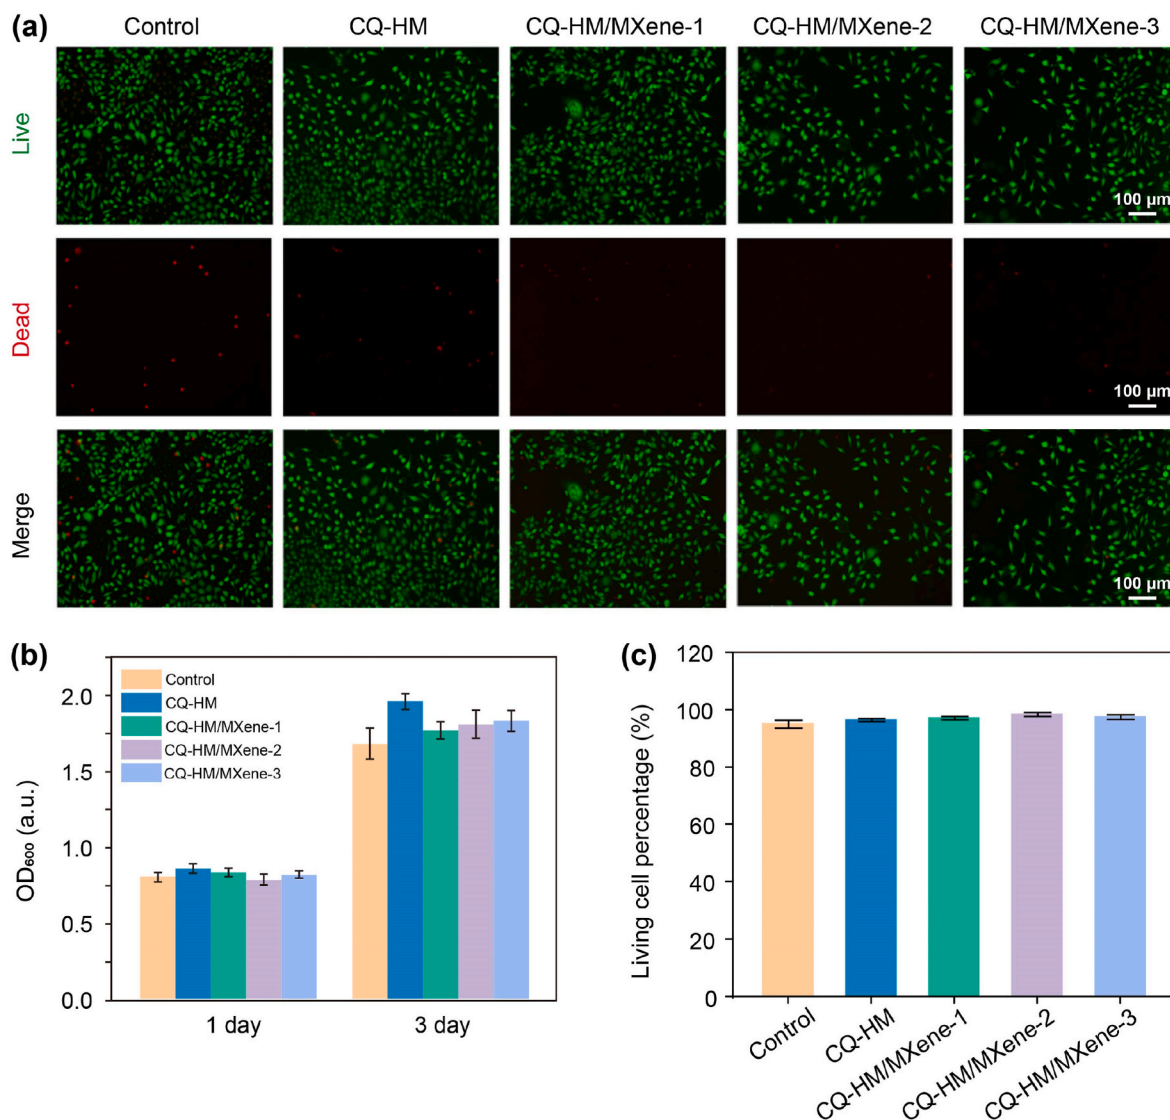 (a)
Control CQ-HM CQ-HM/MXene-1 CQ-HM/MXene-2 CQ-HM/MXene-3
Live
100 µm
Dead
100 µm
Merge
100 µm
(b)
OD₆₀₀ (a.u.)
2.0
1.5
1.0
0.5
0.0
Control
CQ-HM
CQ-HM/MXene-1
CQ-HM/MXene-2
CQ-HM/MXene-3
1 day 3 day
(c)
Living cell percentage (%)
120
100
80
60
40
20
0
Control
CQ-HM
CQ-HM/MXene-1
CQ-HM/MXene-2
CQ-HM/MXene-3